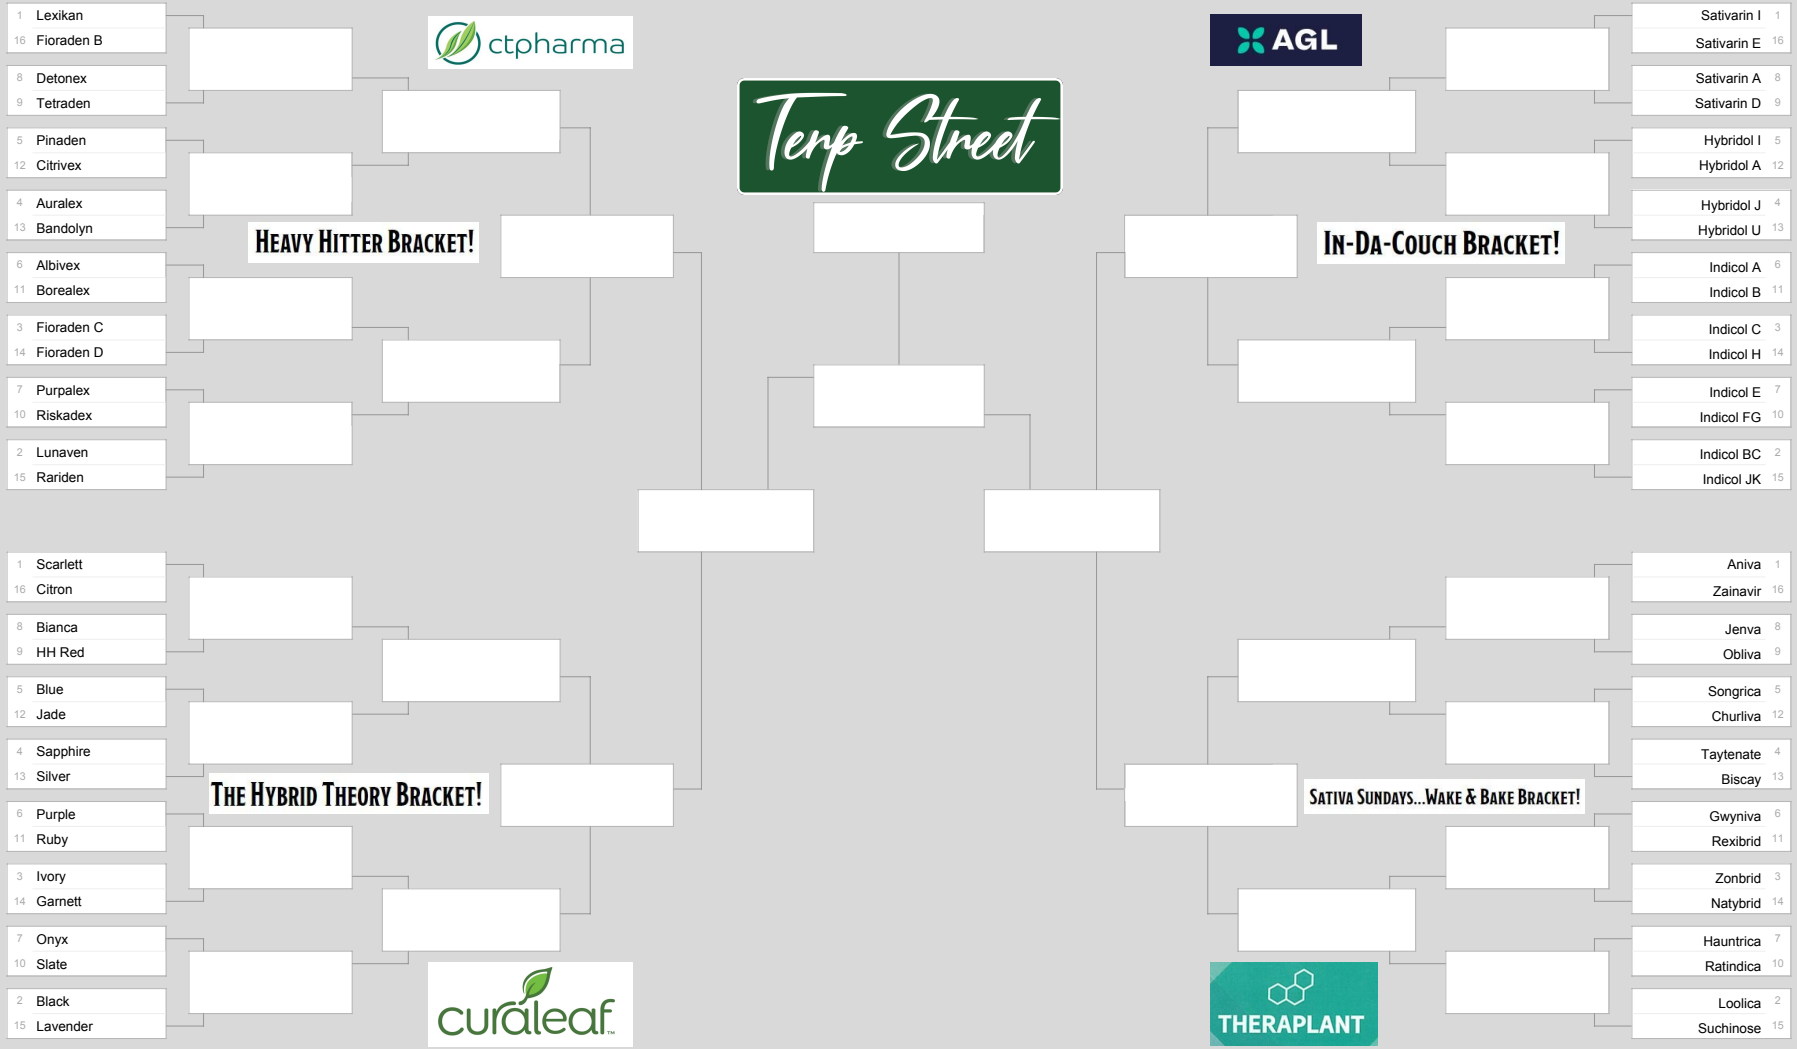 1 Lexikan
16 Fioraden B
8 Detonex
9 Tetraden
5 Pinaden
12 Citrivex
4 Auralex
13 Bandolyn
6 Albivex
11 Borealex
3 Fioraden C
14 Fioraden D
7 Purpalex
10 Riskadex
2 Lunaven
15 Rariden
ctpharma
HEAVY HITTER BRACKET!
1 Scarlett
16 Citron
8 Bianca
9 HH Red
5 Blue
12 Jade
4 Sapphire
13 Silver
6 Purple
11 Ruby
3 Ivory
14 Garnett
7 Onyx
10 Slate
2 Black
15 Lavender
THE HYBRID THEORY BRACKET!
curaleaf™
Terp Street
AGL
IN-DA-COUCH BRACKET!
Sativarin I 1
Sativarin E 16
Sativarin A 8
Sativarin D 9
Hybridol I 5
Hybridol A 12
Hybridol J 4
Hybridol U 13
Indicol A 6
Indicol B 11
Indicol C 3
Indicol H 14
Indicol E 7
Indicol FG 10
Indicol BC 2
Indicol JK 15
SATIVA SUNDAYS...WAKE & BAKE BRACKET!
THERAPLANT
Aniva 1
Zainavir 16
Jenva 8
Obliva 9
Songrica 5
Churliva 12
Taytenate 4
Biscay 13
Gwyniva 6
Rexibrid 11
Zonbrid 3
Natybrid 14
Hauntrica 7
Ratindica 10
Loolica 2
Suchinose 15